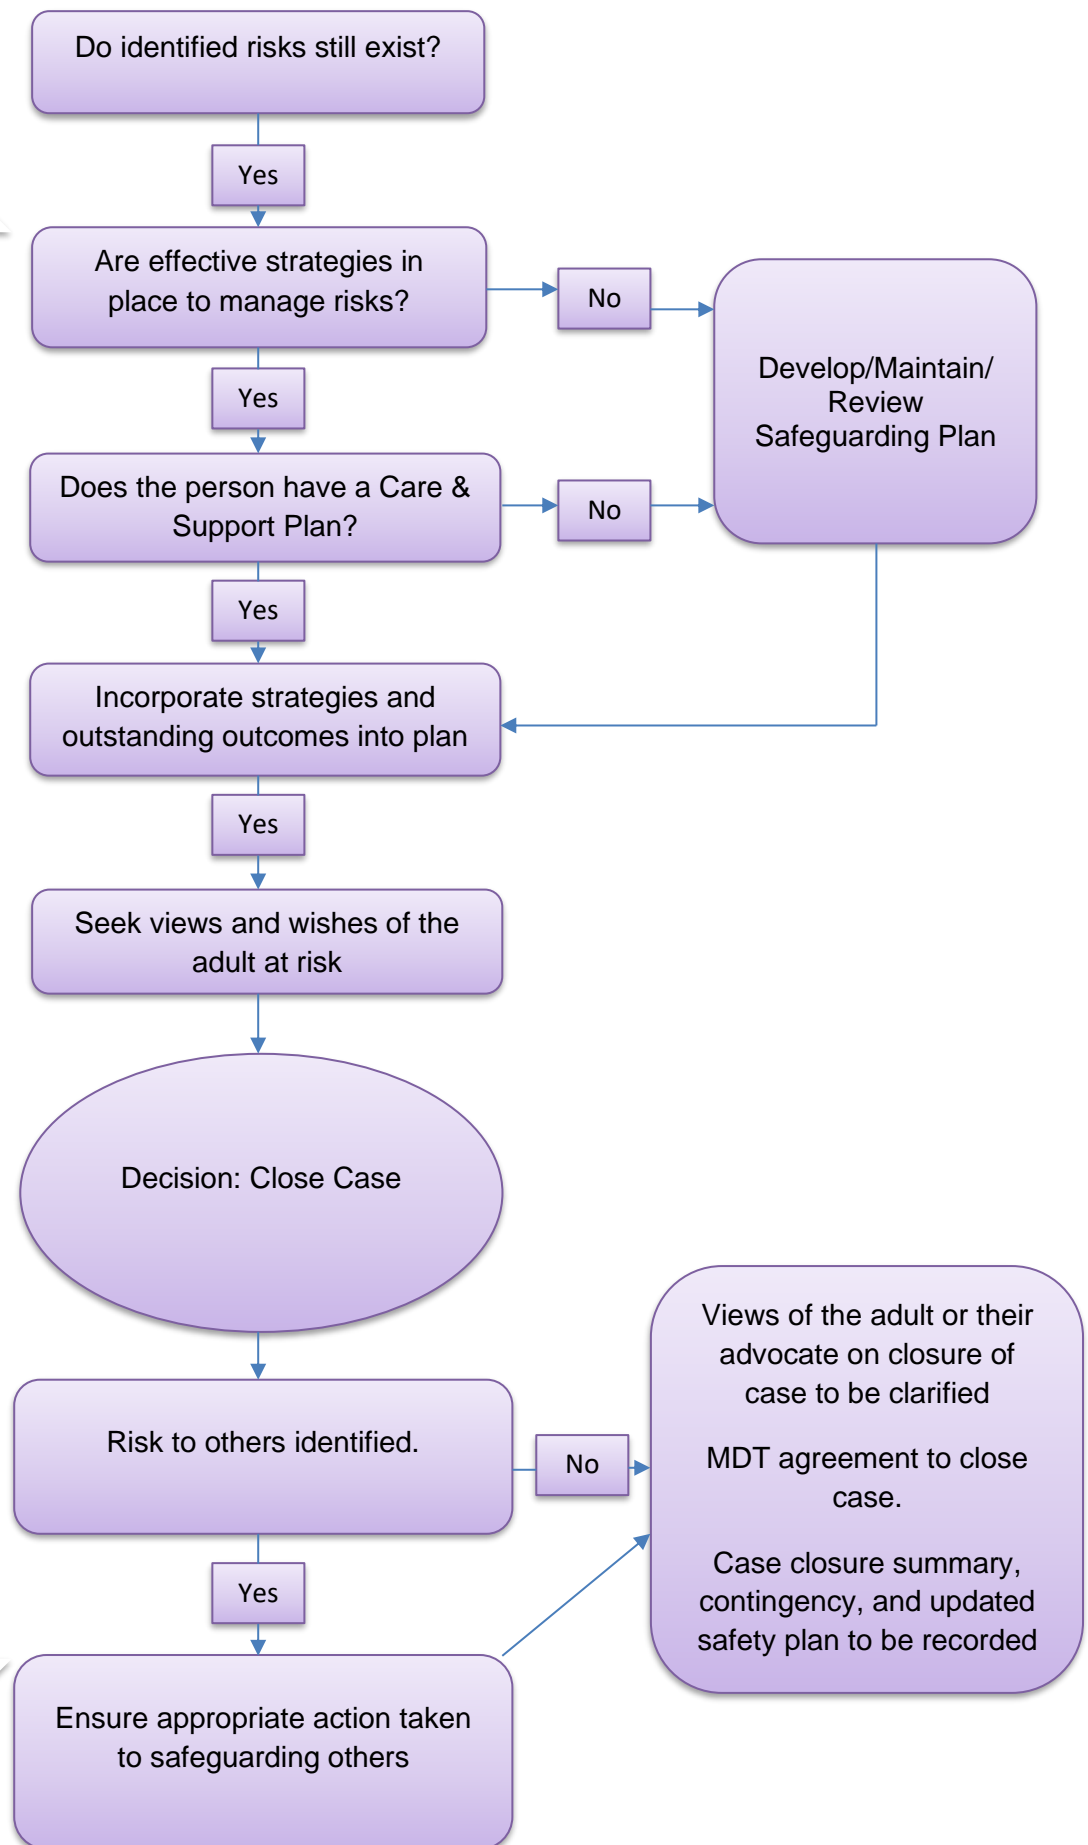 Do identified risks still exist?
Yes
Are effective strategies in
place to manage risks?
No
Develop/Maintain/
Review
Safeguarding Plan
Yes
Does the person have a Care &
Support Plan?
No
Yes
Incorporate strategies and
outstanding outcomes into plan
Yes
Seek views and wishes of the
adult at risk
Decision: Close Case
Risk to others identified.
No
Views of the adult or their
advocate on closure of
case to be clarified
MDT agreement to close
case.
Case closure summary,
contingency, and updated
safety plan to be recorded
Yes
Ensure appropriate action taken
to safeguarding others